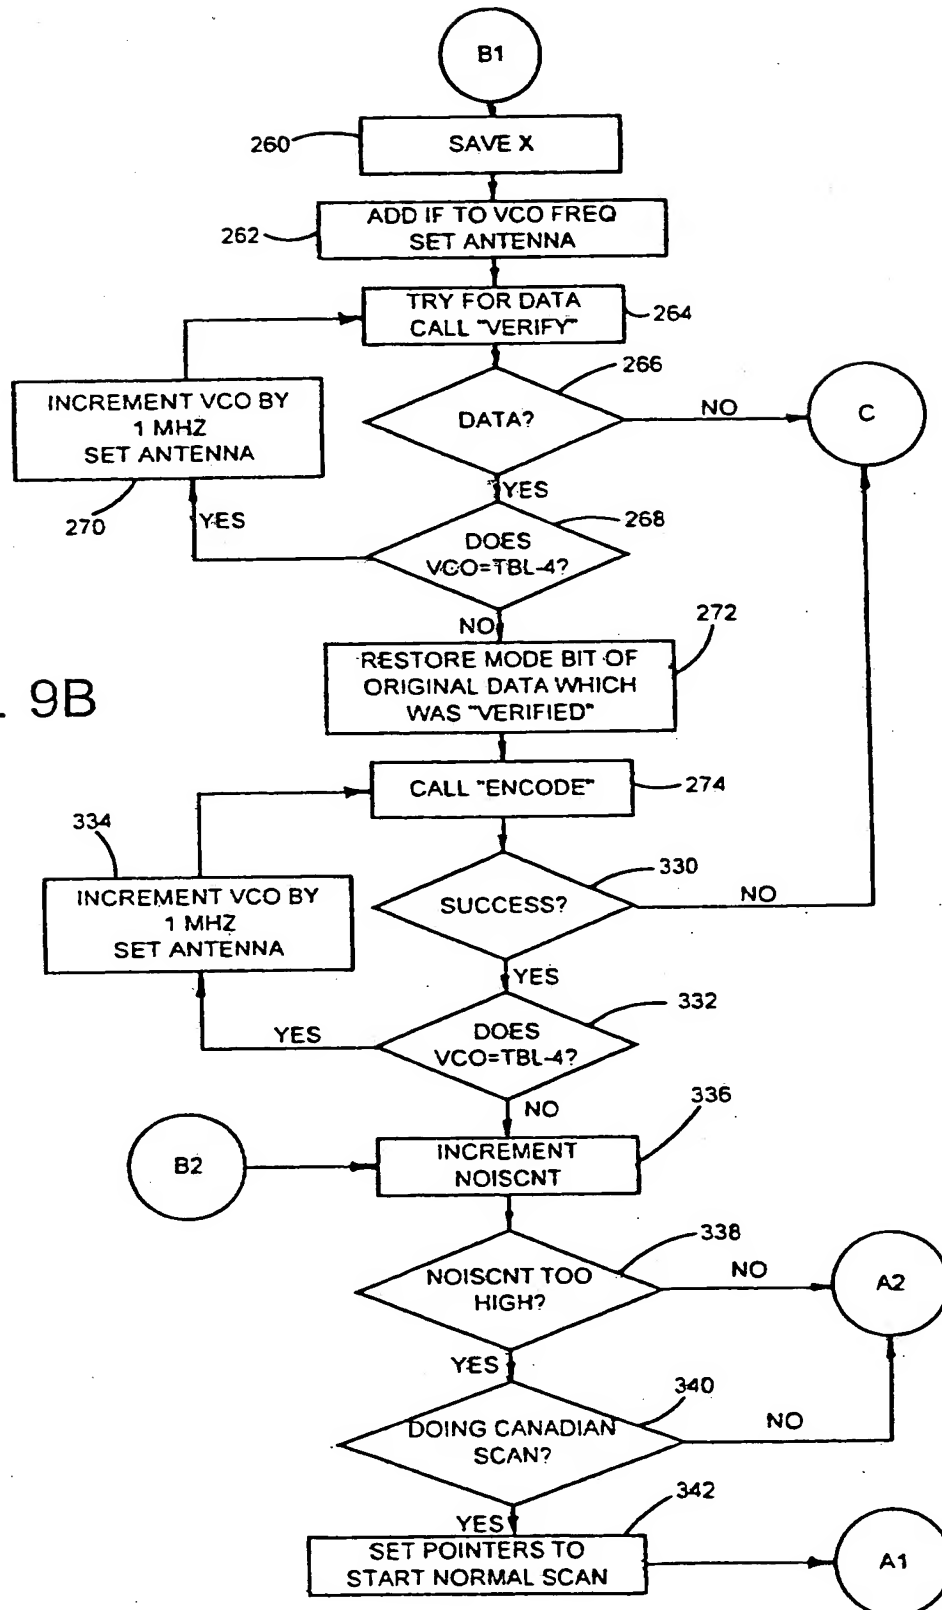 B1
260
SAVE X
262
ADD IF TO VCO FREQ
SET ANTENNA
TRY FOR DATA
CALL "VERIFY"
264
266
INCREMENT VCO BY
1 MHZ
SET ANTENNA
DATA?
NO
C
YES
270
YES
268
DOES
VCO=TBL-4?
NO
272
RESTORE MODE BIT OF
ORIGINAL DATA WHICH
WAS "VERIFIED"
. 9B
CALL "ENCODE"
274
334
330
INCREMENT VCO BY
1 MHZ
SET ANTENNA
SUCCESS?
NO
YES
332
YES
DOES
VCO=TBL-4?
NO
336
B2
INCREMENT
NOISCNT
338
NOISCNT TOO
HIGH?
NO
A2
YES
340
DOING CANADIAN
SCAN?
NO
342
YES
SET POINTERS TO
START NORMAL SCAN
A1